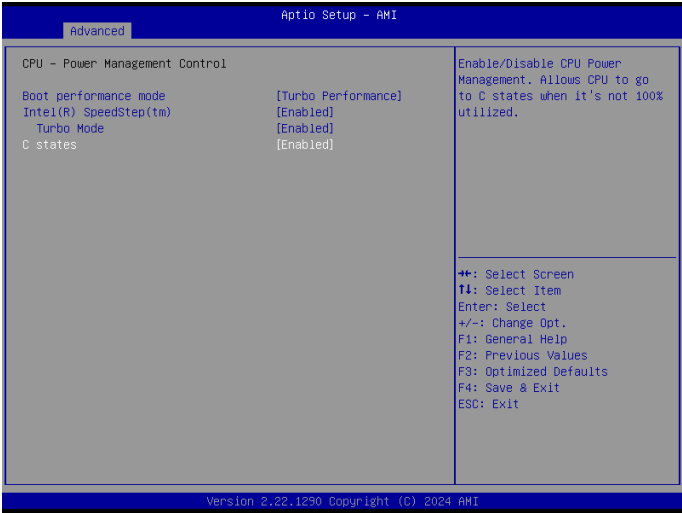 Aptio Setup – AMI
Advanced
CPU – Power Management Control
Boot performance mode [Turbo Performance]
Intel(R) SpeedStep(tm) [Enabled]
Turbo Mode [Enabled]
C states [Enabled]
Enable/Disable CPU Power
Management. Allows CPU to go
to C states when it's not 100%
utilized.
→←: Select Screen
↑↓: Select Item
Enter: Select
+/-: Change Opt.
F1: General Help
F2: Previous Values
F3: Optimized Defaults
F4: Save & Exit
ESC: Exit
Version 2.22.1290 Copyright (C) 2024 AMI